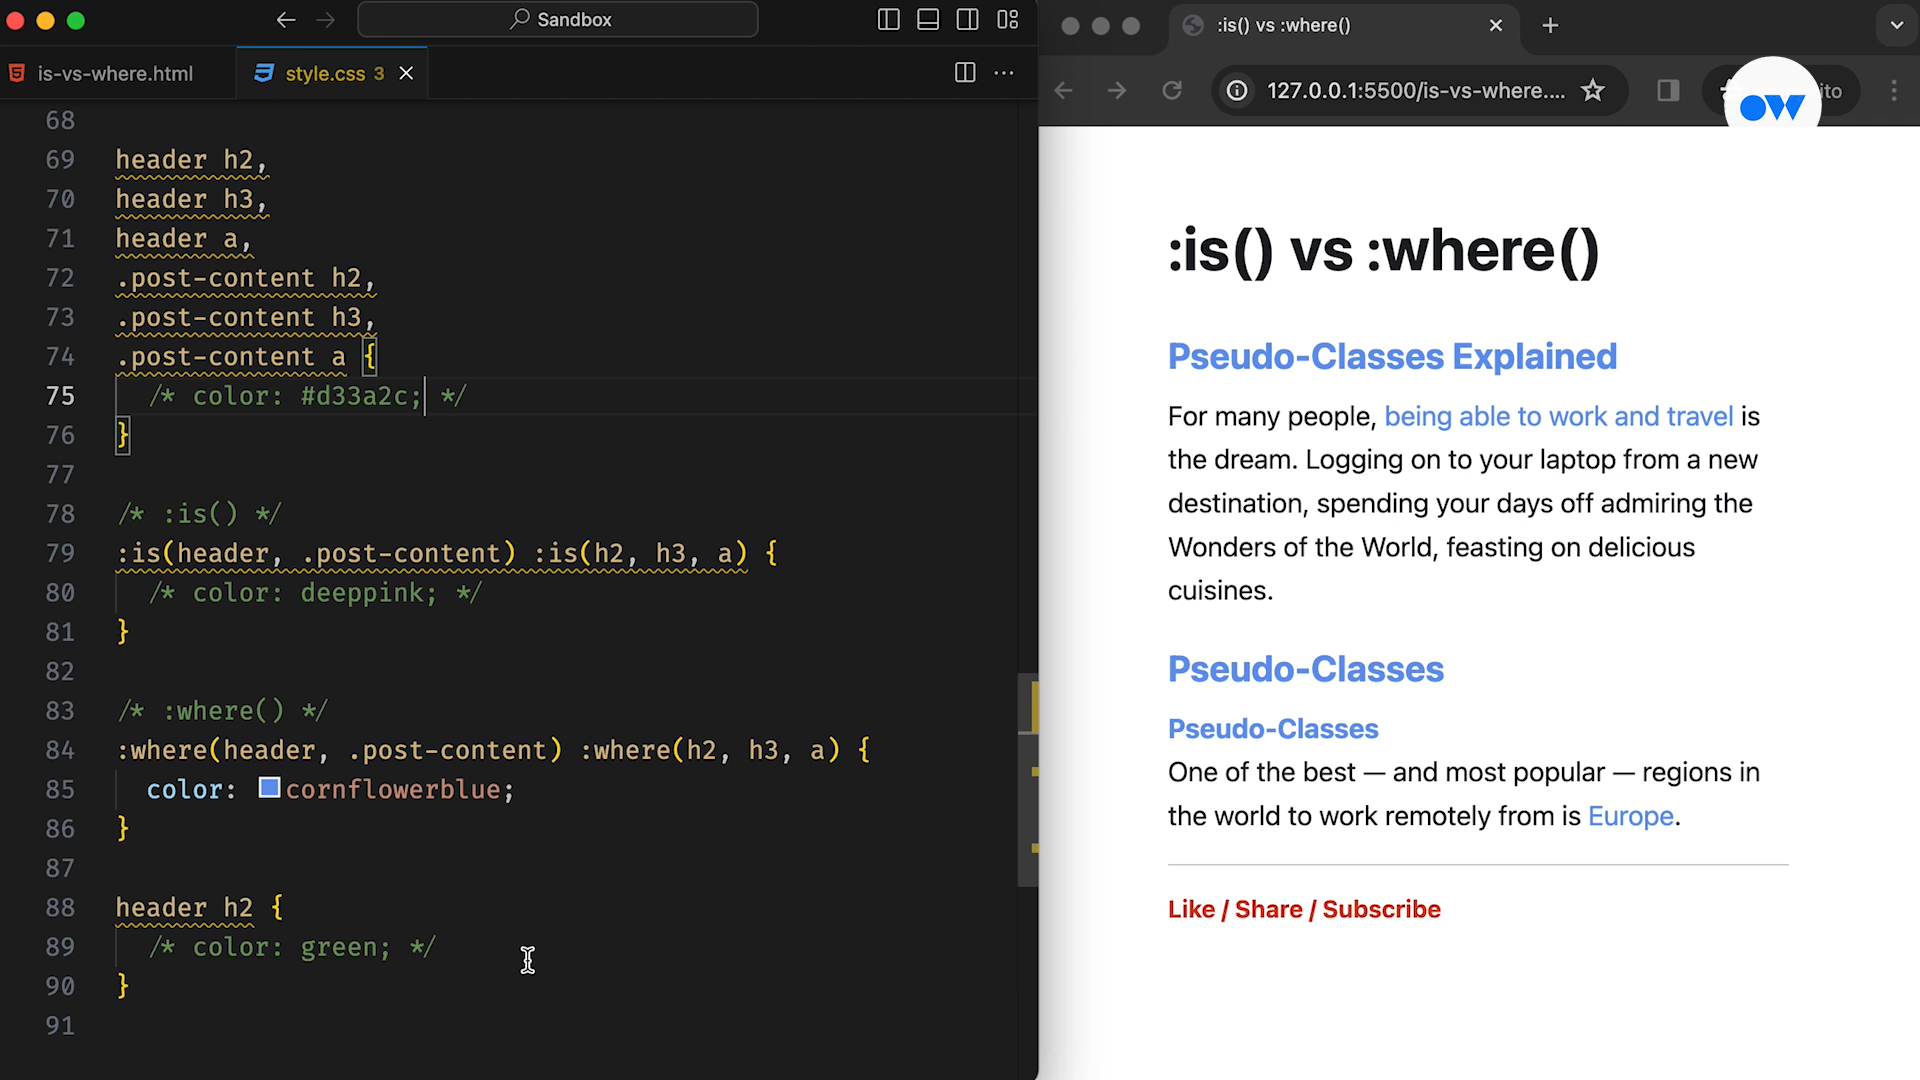 Sandbox
is-vs-where.html
style.css 3
68
69 header h2,
70 header h3,
71 header a,
72 .post-content h2,
73 .post-content h3,
74 .post-content a {
75 /* color: #d33a2c; */
76 }
77
78 /* :is() */
79 :is(header, .post-content) :is(h2, h3, a) {
80 /* color: deeppink; */
81 }
82
83 /* :where() */
84 :where(header, .post-content) :where(h2, h3, a) {
85 color: cornflowerblue;
86 }
87
88 header h2 {
89 /* color: green; */
90 }
91
:is() vs :where()
127.0.0.1:5500/is-vs-where....
ito
OW
:is() vs :where()
Pseudo-Classes Explained
For many people, being able to work and travel is
the dream. Logging on to your laptop from a new
destination, spending your days off admiring the
Wonders of the World, feasting on delicious
cuisines.
Pseudo-Classes
Pseudo-Classes
One of the best — and most popular — regions in
the world to work remotely from is Europe.
Like / Share / Subscribe